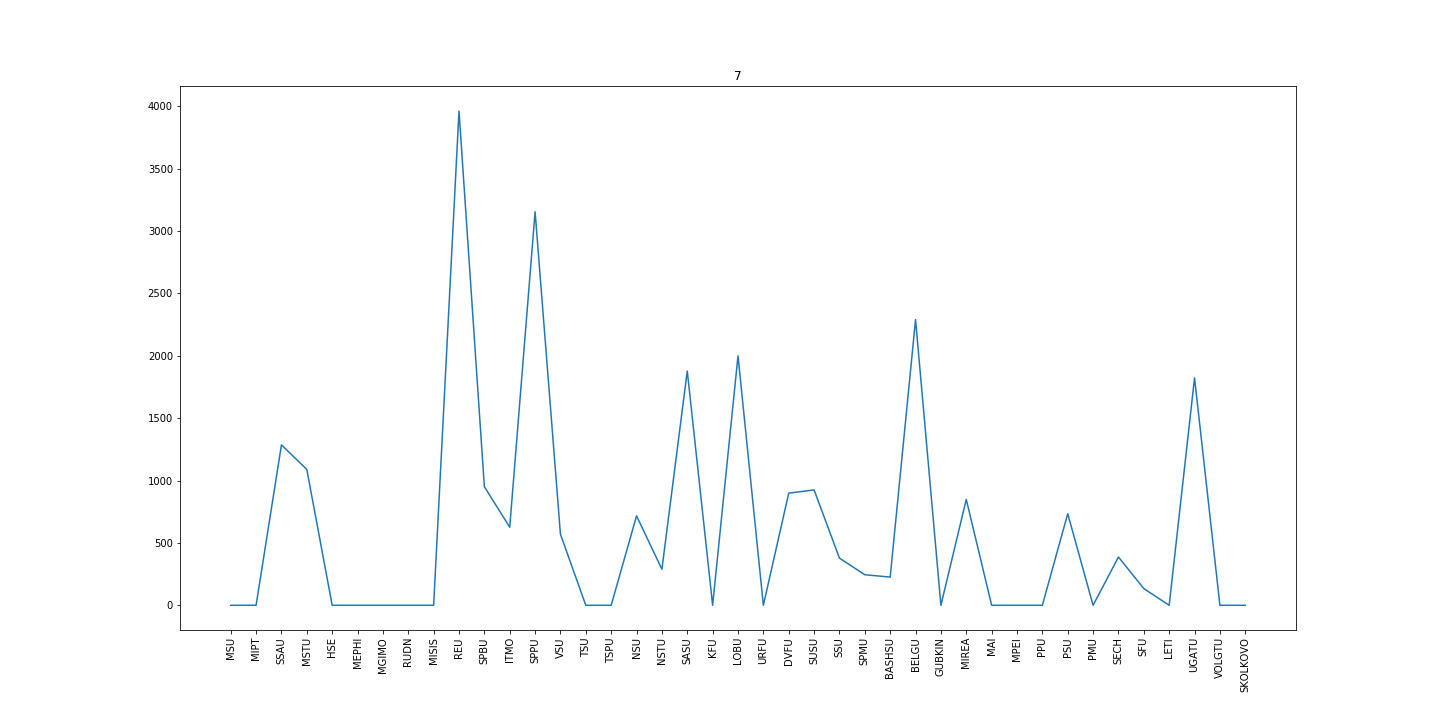 7
4000
3500
3000
2500
2000
1500
1000
500
0
MSU
MIPT
SSAU
MSTU
HSE
MEPHI
MGIMO
RUDN
MISIS
REU
SPBU
ITMO
SPPU
VSU
TSU
TSPU
NSU
NSTU
SASU
KFU
LOBU
URFU
DVFU
SUSU
SSU
SPMU
BASHSU
BELGU
GUBKIN
MIREA
MAI
MPEI
PPU
PSU
PMU
SECH
SFU
LETI
UGATU
VOLGTU
SKOLKOVO